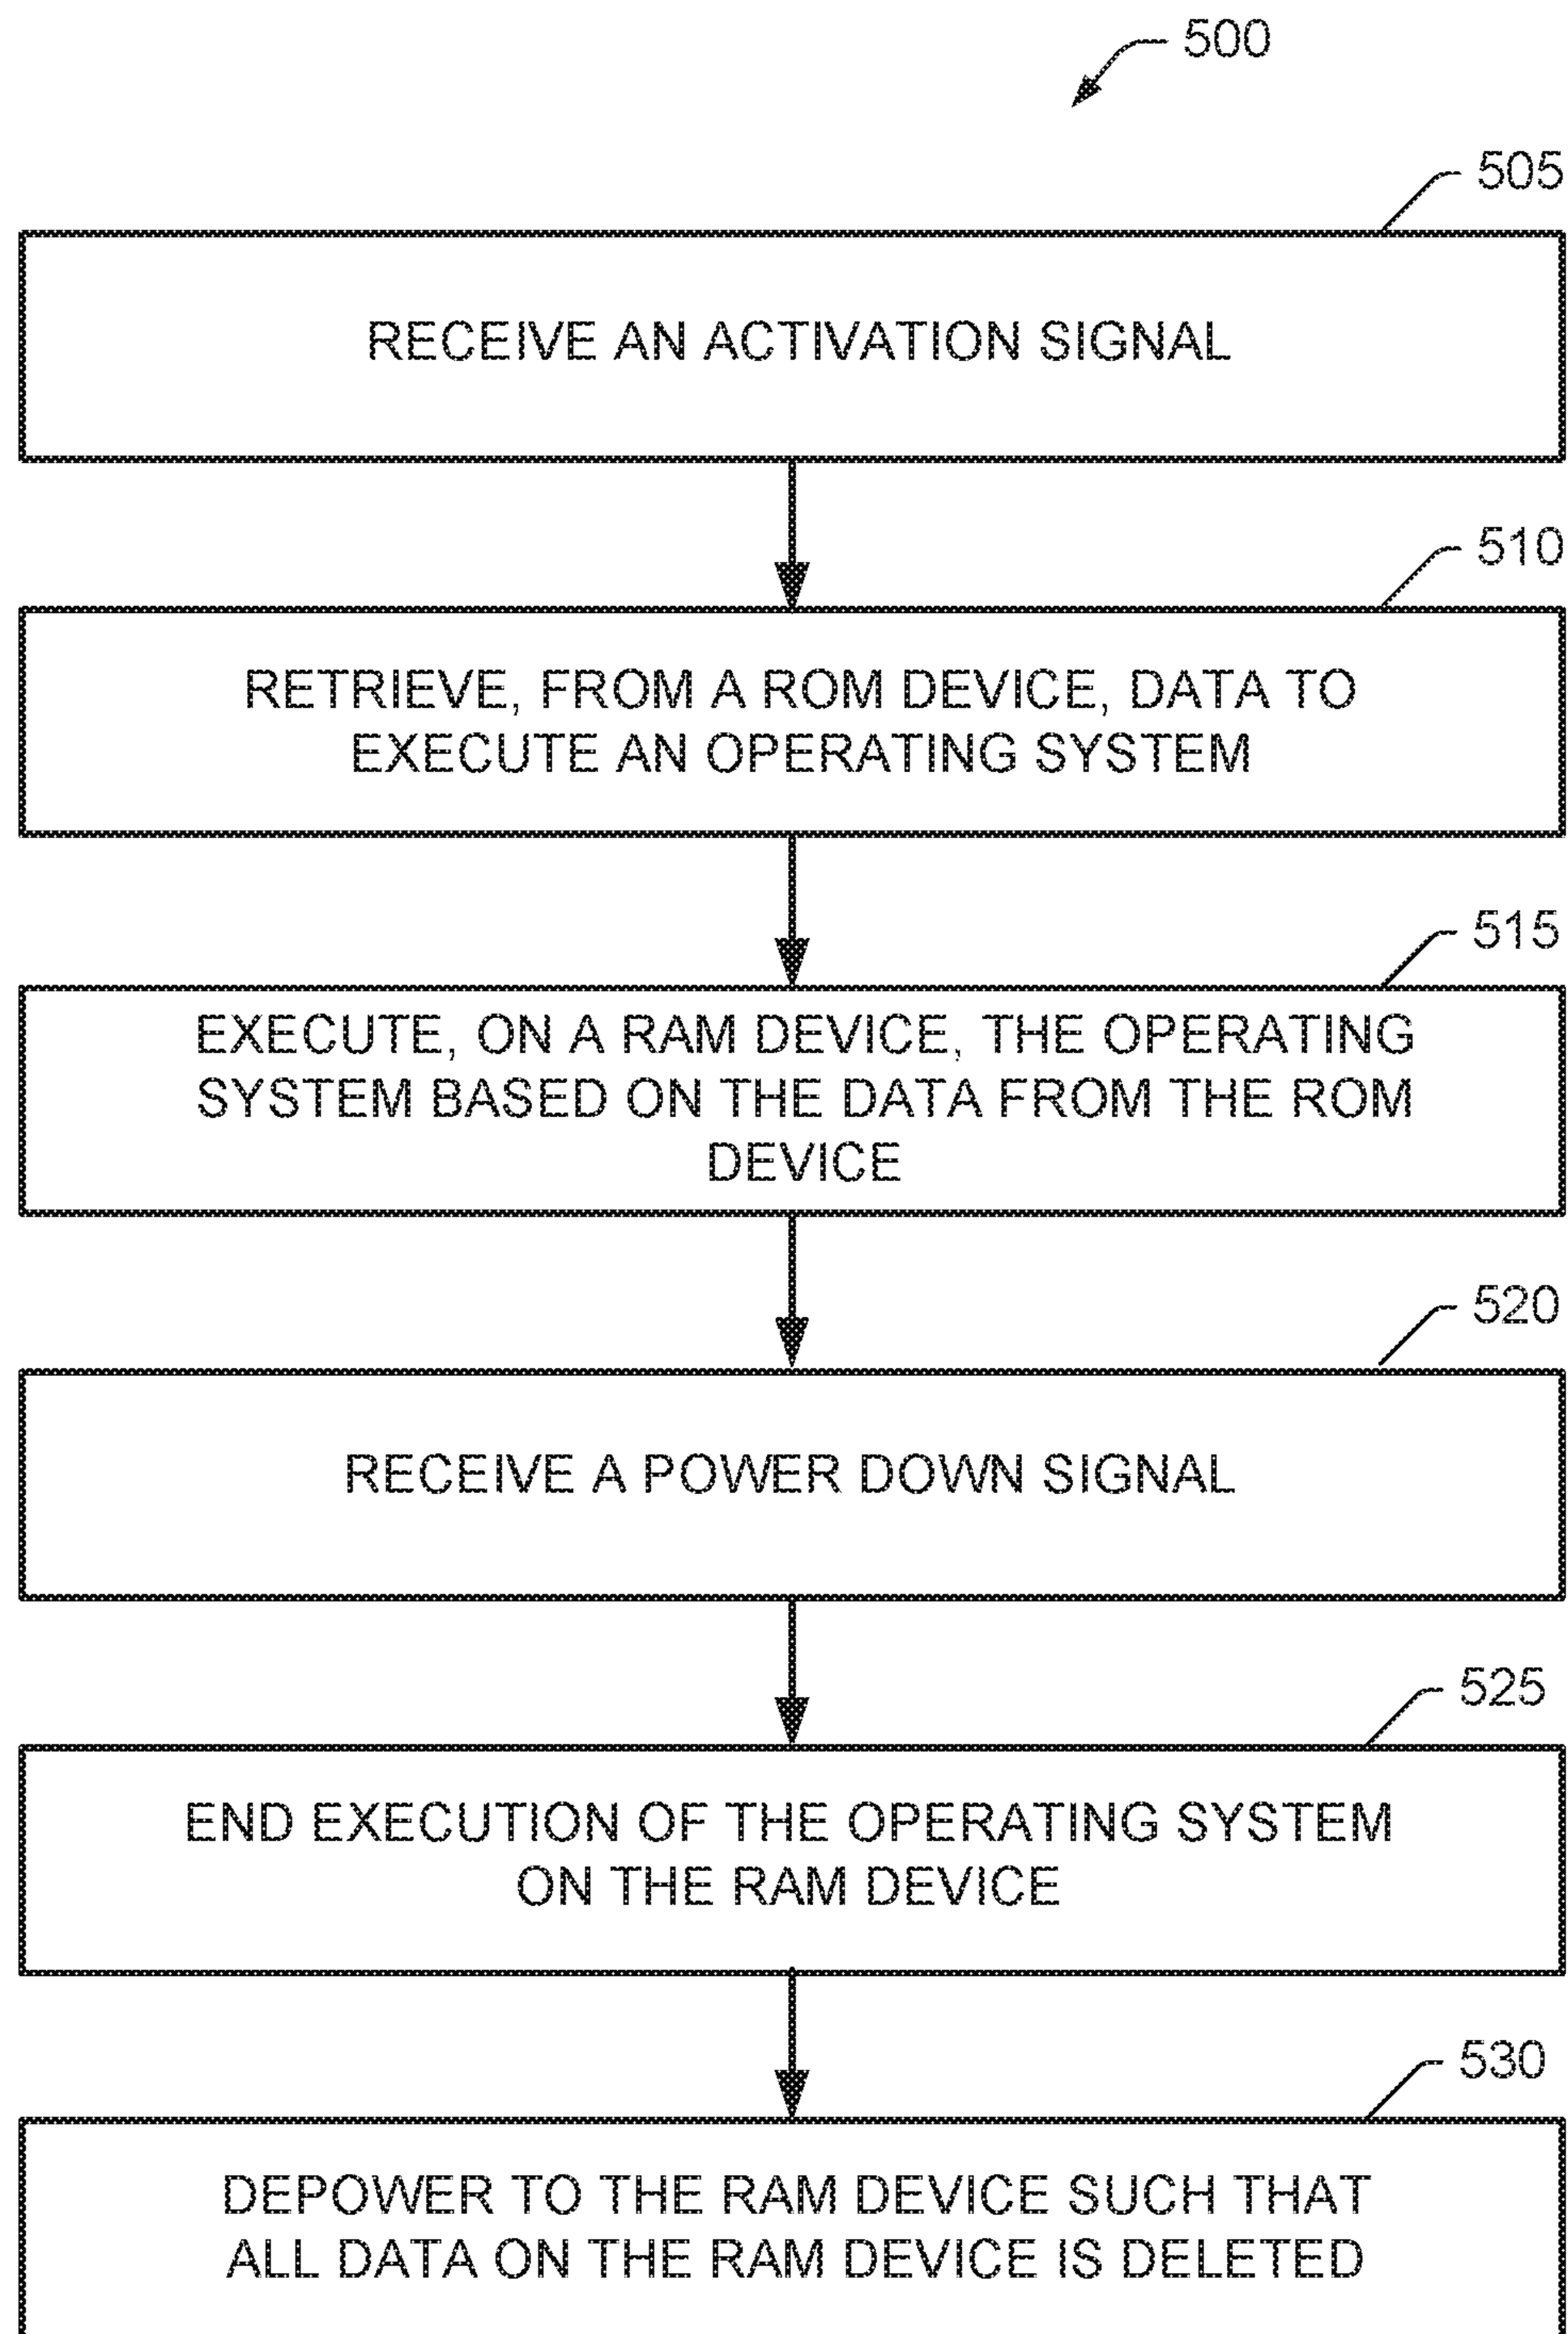 500
505
RECEIVE AN ACTIVATION SIGNAL
510
RETRIEVE, FROM A ROM DEVICE, DATA TO
EXECUTE AN OPERATING SYSTEM
515
EXECUTE, ON A RAM DEVICE, THE OPERATING
SYSTEM BASED ON THE DATA FROM THE ROM
DEVICE
520
RECEIVE A POWER DOWN SIGNAL
525
END EXECUTION OF THE OPERATING SYSTEM
ON THE RAM DEVICE
530
DEPOWER TO THE RAM DEVICE SUCH THAT
ALL DATA ON THE RAM DEVICE IS DELETED